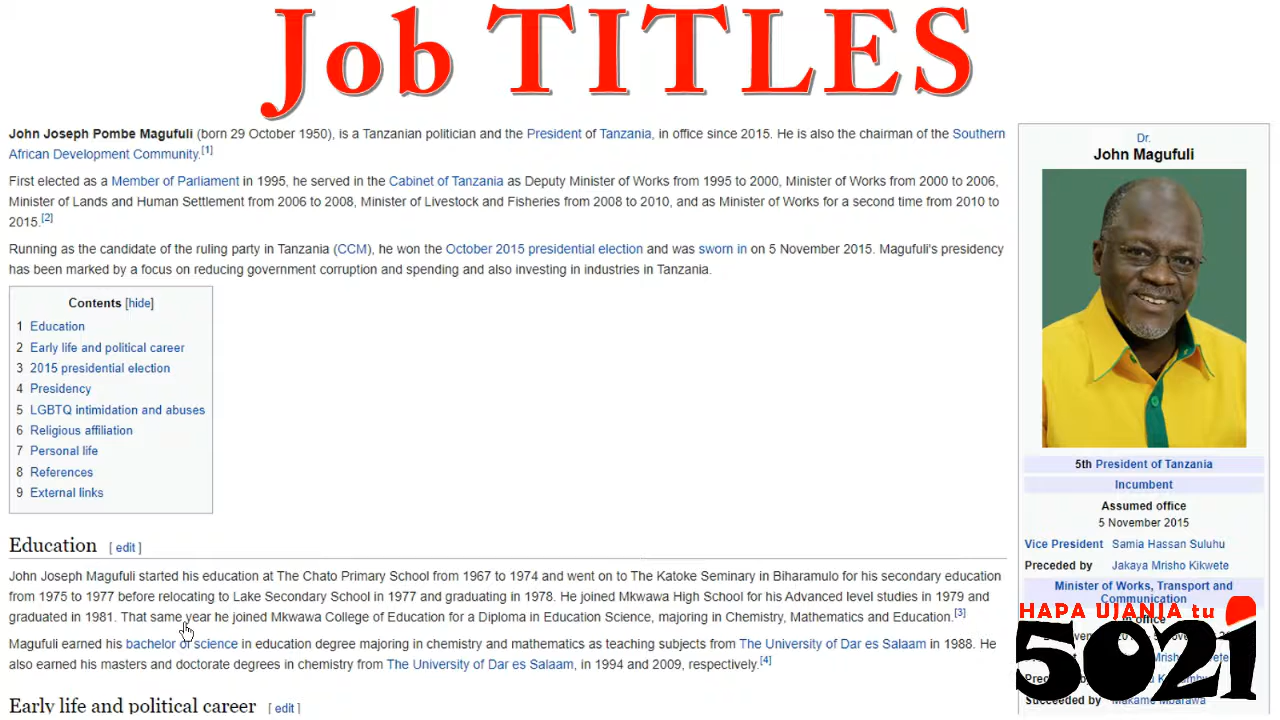 Job TITLES
John Joseph Pombe Magufuli (born 29 October 1950), is a Tanzanian politician and the President of Tanzania, in office since 2015. He is also the chairman of the Southern
African Development Community.[1]
First elected as a Member of Parliament in 1995, he served in the Cabinet of Tanzania as Deputy Minister of Works from 1995 to 2000, Minister of Works from 2000 to 2006,
Minister of Lands and Human Settlement from 2006 to 2008, Minister of Livestock and Fisheries from 2008 to 2010, and as Minister of Works for a second time from 2010 to
2015.[2]
Running as the candidate of the ruling party in Tanzania (CCM), he won the October 2015 presidential election and was sworn in on 5 November 2015. Magufuli's presidency
has been marked by a focus on reducing government corruption and spending and also investing in industries in Tanzania.
Contents [hide]
1 Education
2 Early life and political career
3 2015 presidential election
4 Presidency
5 LGBTQ intimidation and abuses
6 Religious affiliation
7 Personal life
8 References
9 External links
Education [ edit ]
John Joseph Magufuli started his education at The Chato Primary School from 1967 to 1974 and went on to The Katoke Seminary in Biharamulo for his secondary education
from 1975 to 1977 before relocating to Lake Secondary School in 1977 and graduating in 1978. He joined Mkwawa High School for his Advanced level studies in 1979 and
graduated in 1981. That same year he joined Mkwawa College of Education for a Diploma in Education Science, majoring in Chemistry, Mathematics and Education.[3]
Magufuli earned his bachelor of science in education degree majoring in chemistry and mathematics as teaching subjects from The University of Dar es Salaam in 1988. He
also earned his masters and doctorate degrees in chemistry from The University of Dar es Salaam, in 1994 and 2009, respectively.[4]
Early life and political career [ edit ]
Dr.
John Magufuli
5th President of Tanzania
Incumbent
Assumed office
5 November 2015
Vice President Samia Hassan Suluhu
Preceded by Jakaya Mrisho Kikwete
Minister of Works, Transport and
Communication
HAPA UJANJA tu
5021
office
Mrisho Kikwete
Succeeded by Makame Mbarawa